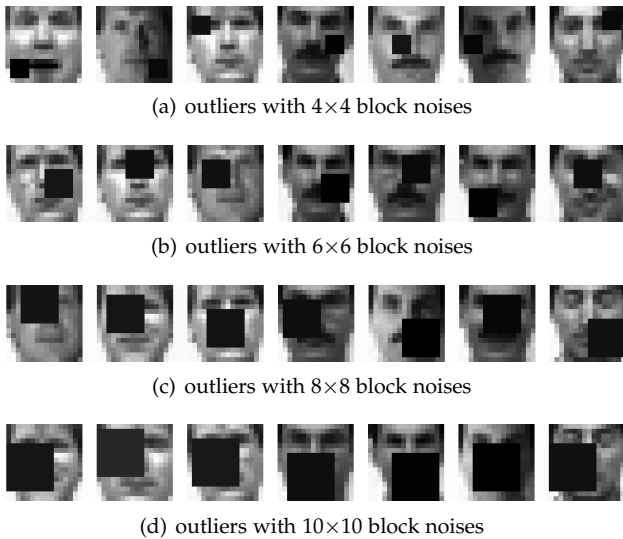 (a) outliers with 4×4 block noises
(b) outliers with 6×6 block noises
(c) outliers with 8×8 block noises
(d) outliers with 10×10 block noises